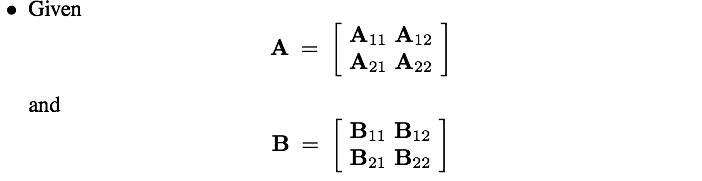 • Given
A = [ A₁₁ A₁₂
A₂₁ A₂₂ ]
and
B = [ B₁₁ B₁₂
B₂₁ B₂₂ ]